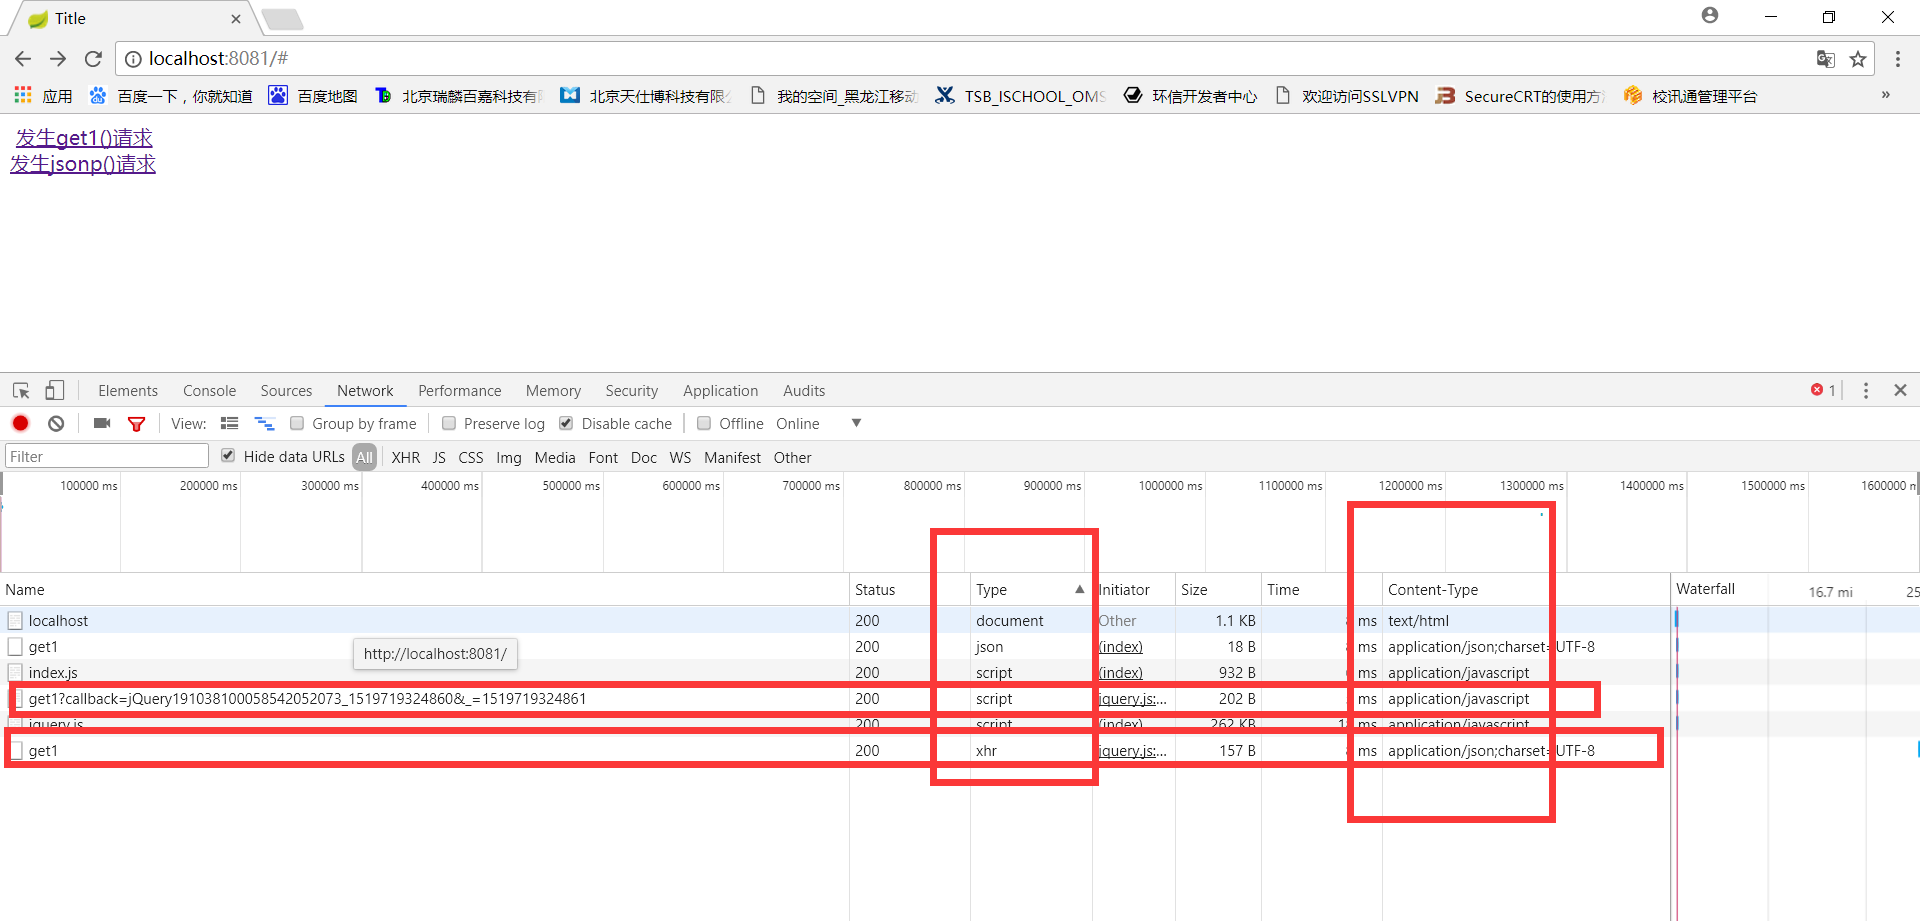 Title
localhost:8081/#
应用 百度一下，你就知道 百度地图 北京瑞麟百嘉科技有 北京天仕博科技有限 我的空间_黑龙江移动 TSB_ISCHOOL_OMS 环信开发者中心 欢迎访问SSLVPN SecureCRT的使用方 校讯通管理平台 »
发生get1()请求
发生jsonp()请求
Elements Console Sources Network Performance Memory Security Application Audits 1
View: Group by frame Preserve log Disable cache Offline Online
Filter Hide data URLs All XHR JS CSS Img Media Font Doc WS Manifest Other
100000 ms 200000 ms 300000 ms 400000 ms 500000 ms 600000 ms 700000 ms 800000 ms 900000 ms 1000000 ms 1100000 ms 1200000 ms 1300000 ms 1400000 ms 1500000 ms 1600000
Name Status Type Initiator Size Time Content-Type Waterfall 16.7 mi 25
localhost 200 document Other 1.1 KB ms text/html
get1 200 json (index) 18 B ms application/json;charset=UTF-8
http://localhost:8081/
index.js 200 script (index) 932 B ms application/javascript
get1?callback=jQuery191038100058542052073_1519719324860&_=1519719324861 200 script jquery.js:... 202 B ms application/javascript
jquery.js 200 script (index) 262 KB ms application/javascript
get1 200 xhr jquery.js:... 157 B ms application/json;charset=UTF-8